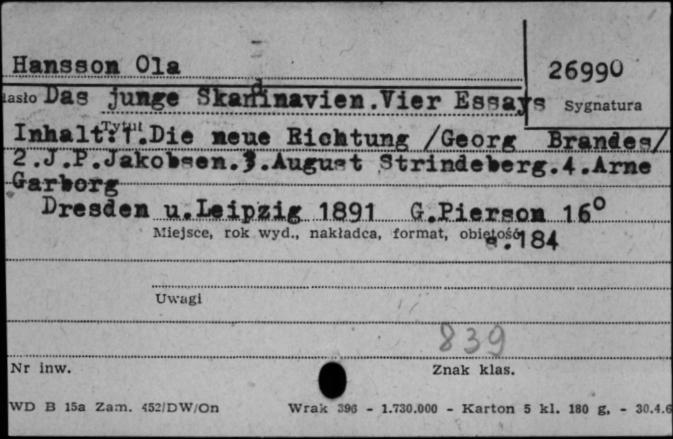 Hansson Ola
26990
Hasło Das junge Skandinavien.Vier Essays Sygnatura
Tytuł
Inhalt:1.Die neue Richtung /Georg Brandes/
2.J.P.Jakobsen.3.August Strindeberg.4.Arne
Garborg
Dresden u.Leipzig 1891 G.Pierson 16°
Miejsce, rok wyd., nakładca, format, objętość
s.184
Uwagi
839
Nr inw. Znak klas.
WD B 15a Zam. 452/DW/On Wrak 396 - 1.730.000 - Karton 5 kl. 180 g. - 30.4.6